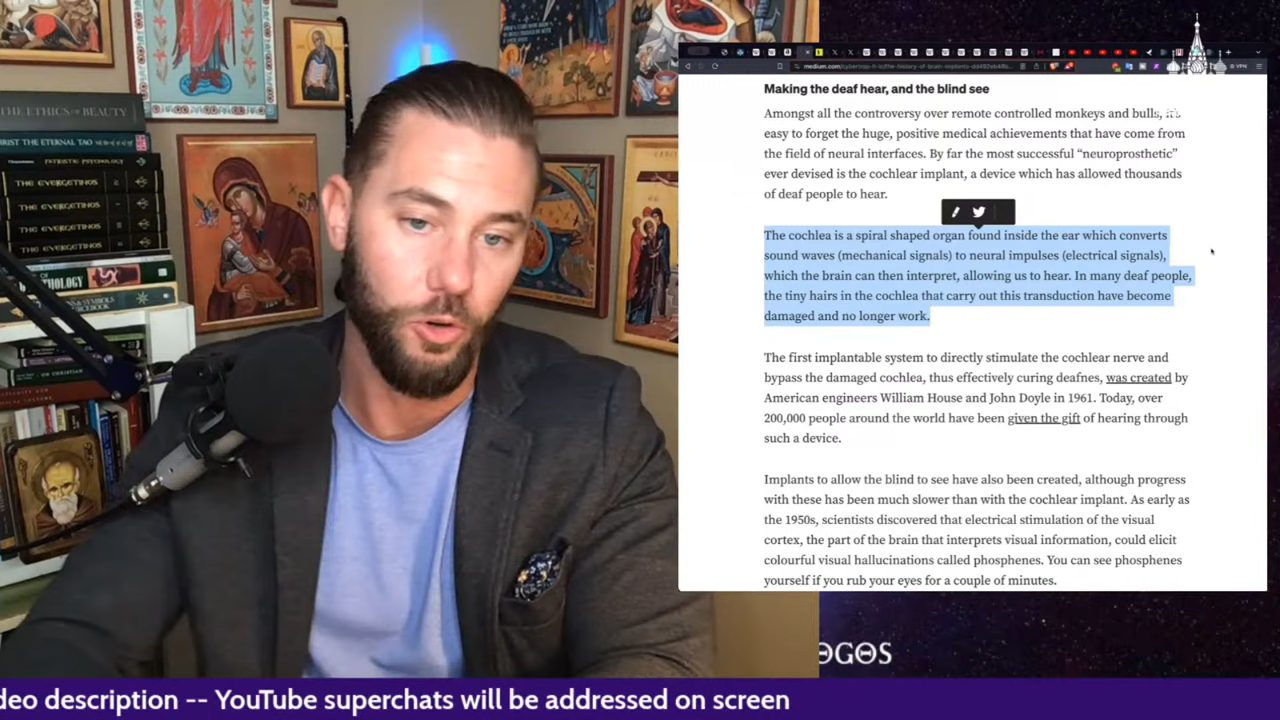 THE ETHICS OF BEAUTY
CHRIST THE ETERNAL TAO
PATRISTIC PSYCHOLOGY
THE EVERGETINOS
THE EVERGETINOS
THE EVERGETINOS
THE EVERGETINOS
PATHOLOGY
SYMBOLS SOURCEBOOK
Making the deaf hear, and the blind see
Amongst all the controversy over remote controlled monkeys and bulls, it's
easy to forget the huge, positive medical achievements that have come from
the field of neural interfaces. By far the most successful “neuroprosthetic”
ever devised is the cochlear implant, a device which has allowed thousands
of deaf people to hear.
The cochlea is a spiral shaped organ found inside the ear which converts
sound waves (mechanical signals) to neural impulses (electrical signals),
which the brain can then interpret, allowing us to hear. In many deaf people,
the tiny hairs in the cochlea that carry out this transduction have become
damaged and no longer work.
The first implantable system to directly stimulate the cochlear nerve and
bypass the damaged cochlea, thus effectively curing deafnes, was created by
American engineers William House and John Doyle in 1961. Today, over
200,000 people around the world have been given the gift of hearing through
such a device.
Implants to allow the blind to see have also been created, although progress
with these has been much slower than with the cochlear implant. As early as
the 1950s, scientists discovered that electrical stimulation of the visual
cortex, the part of the brain that interprets visual information, could elicit
colourful visual hallucinations called phosphenes. You can see phosphenes
yourself if you rub your eyes for a couple of minutes.
VPN
OGOS
deo description -- YouTube superchats will be addressed on screen